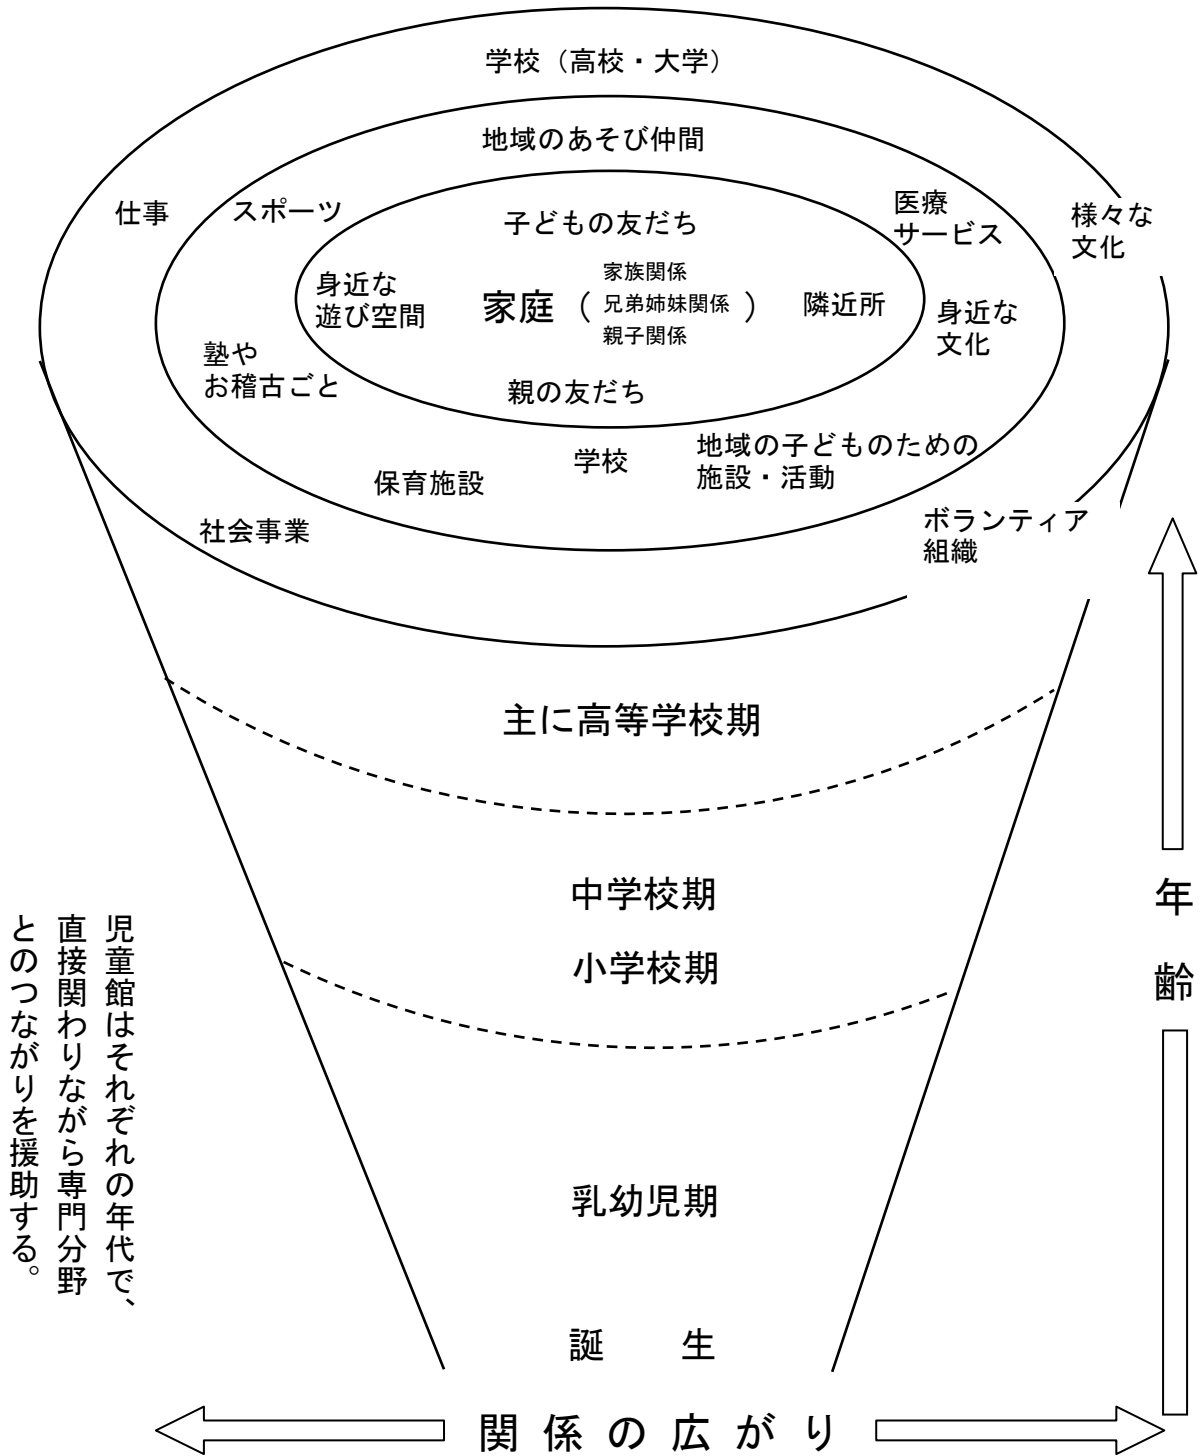 学校（高校・大学）
地域のあそび仲間
仕事
スポーツ
医療
サービス
様々な
文化
子どもの友だち
身近な
遊び空間
家庭（家族関係
兄弟姉妹関係
親子関係）
隣近所
身近な
文化
塾や
お稽古ごと
親の友だち
学校
地域の子どものための
施設・活動
保育施設
社会事業
ボランティア
組織
主に高等学校期
中学校期
小学校期
乳幼児期
誕　生
年齢
関係の広がり
児童館はそれぞれの年代で、
直接関わりながら専門分野
とのつながりを援助する。